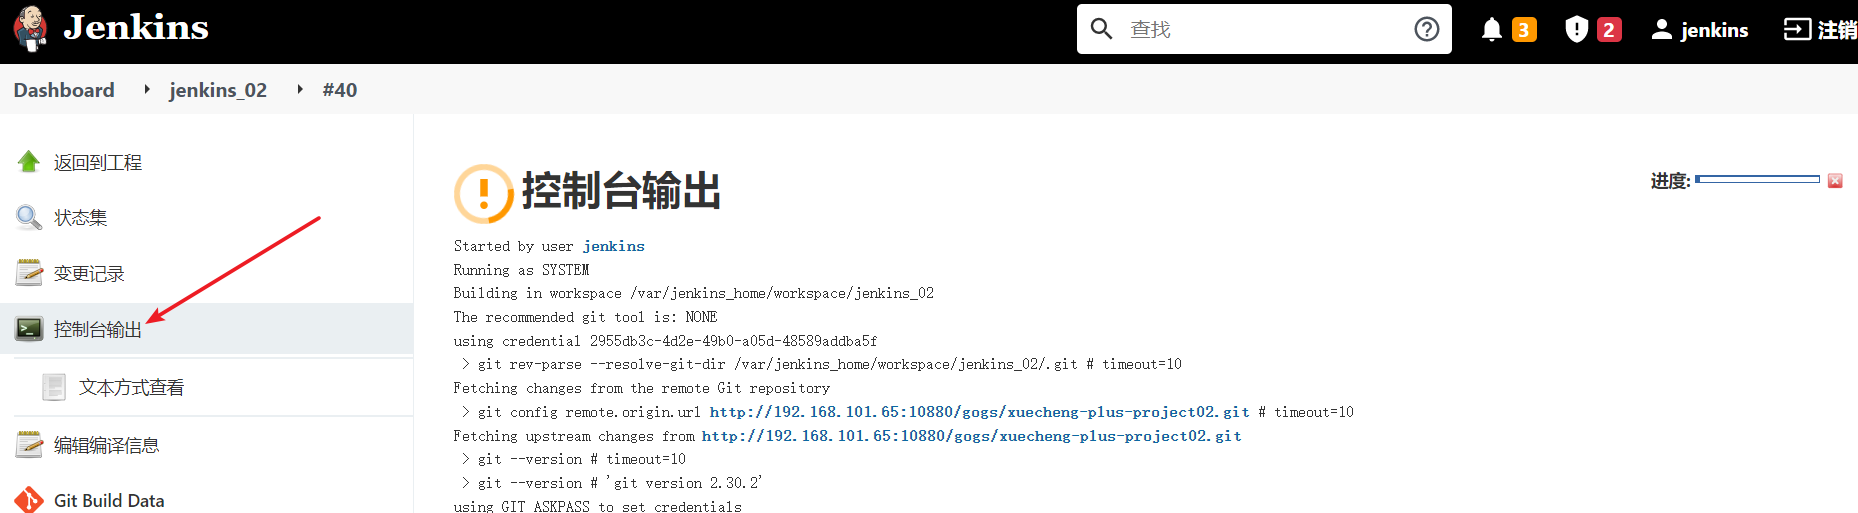 Jenkins
查找
3
2
jenkins
注销
Dashboard
jenkins_02
#40
返回到工程
状态集
变更记录
控制台输出
文本方式查看
编辑编译信息
Git Build Data
控制台输出
进度:
Started by user jenkins
Running as SYSTEM
Building in workspace /var/jenkins_home/workspace/jenkins_02
The recommended git tool is: NONE
using credential 2955db3c-4d2e-49b0-a05d-48589addba5f
> git rev-parse --resolve-git-dir /var/jenkins_home/workspace/jenkins_02/.git # timeout=10
Fetching changes from the remote Git repository
> git config remote.origin.url http://192.168.101.65:10880/gogs/xuecheng-plus-project02.git # timeout=10
Fetching upstream changes from http://192.168.101.65:10880/gogs/xuecheng-plus-project02.git
> git --version # timeout=10
> git --version # 'git version 2.30.2'
using GIT_ASKPASS to set credentials